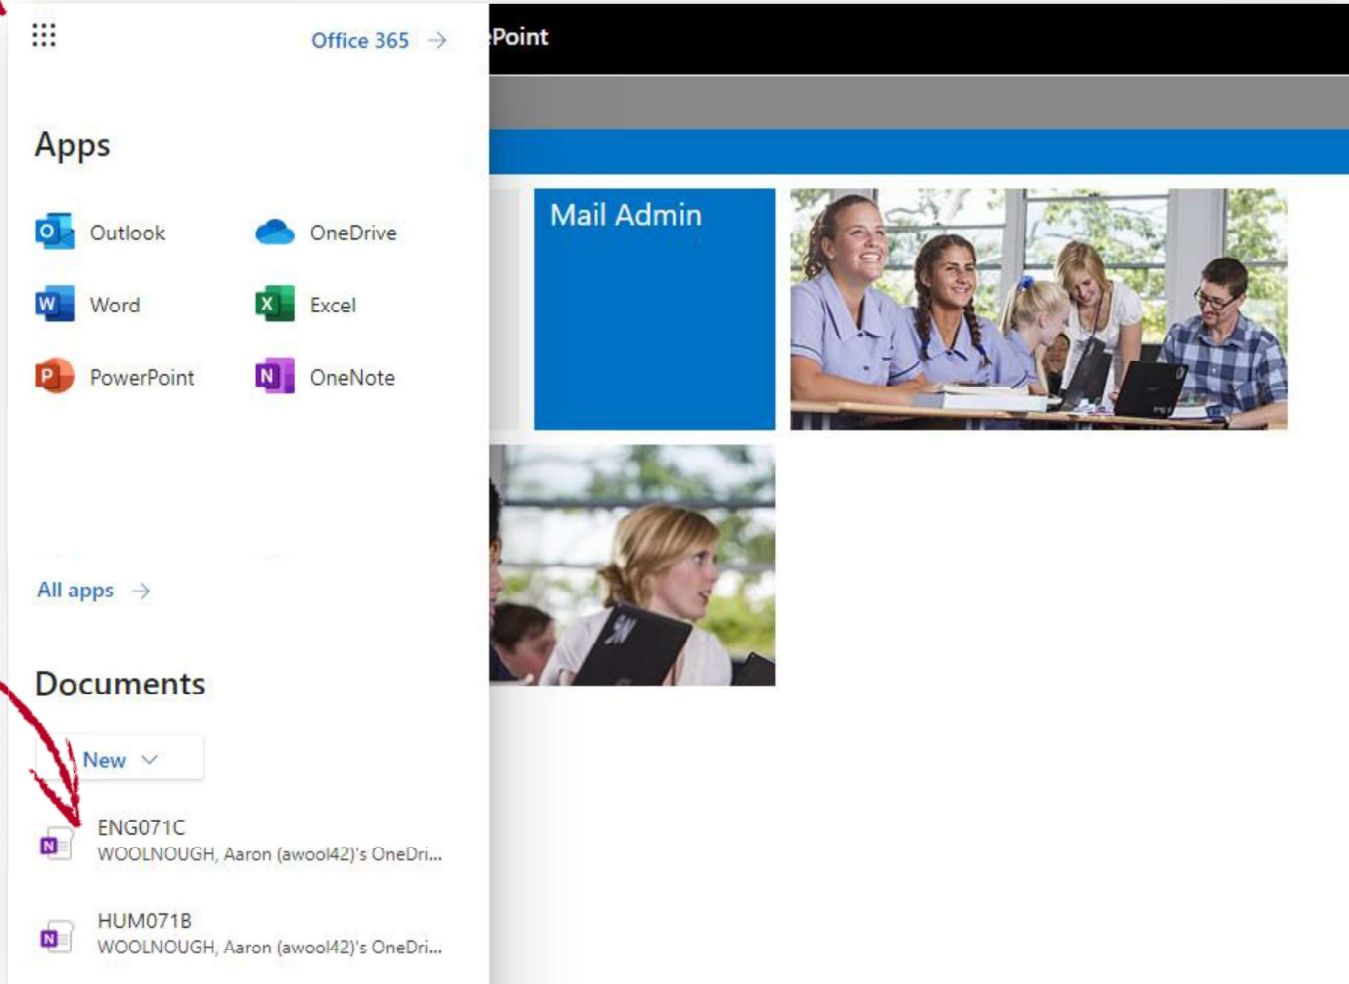 Office 365 →
ePoint
Apps
Outlook
OneDrive
Word
Excel
PowerPoint
OneNote
All apps →
Documents
New
ENG071C
WOOLNOUGH, Aaron (awool42)'s OneDri...
HUM071B
WOOLNOUGH, Aaron (awool42)'s OneDri...
Mail Admin